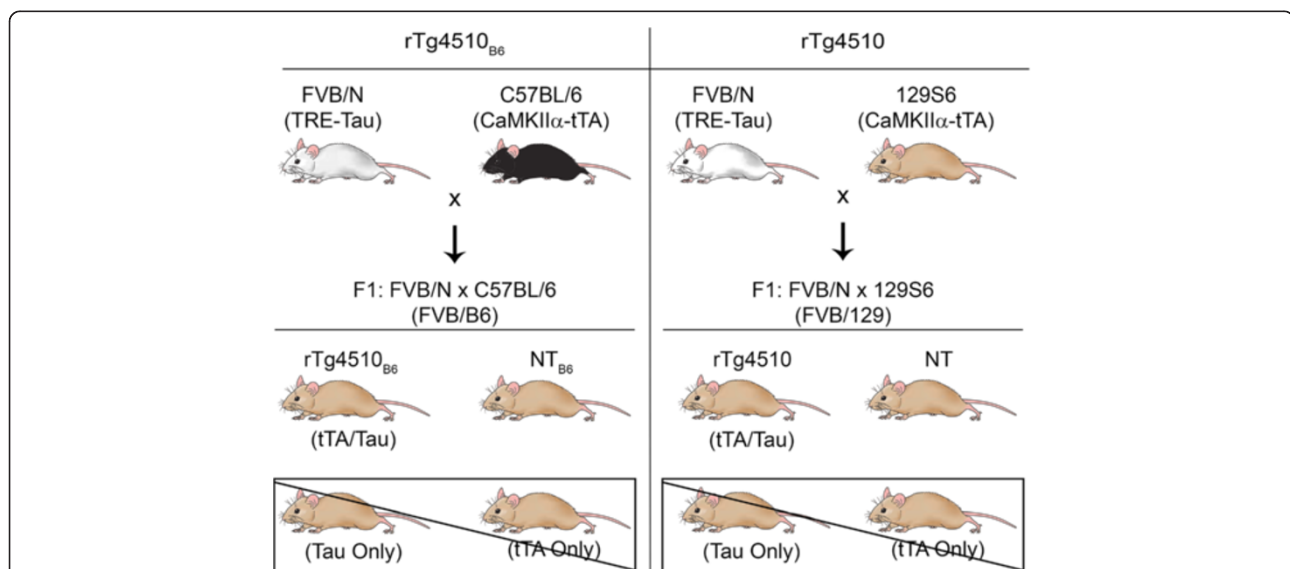 rTg4510B6
rTg4510
FVB/N
(TRE-Tau)
C57BL/6
(CaMKIIα-tTA)
FVB/N
(TRE-Tau)
129S6
(CaMKIIα-tTA)
x
x
F1: FVB/N x C57BL/6
(FVB/B6)
F1: FVB/N x 129S6
(FVB/129)
rTg4510B6
NTB6
rTg4510
NT
(tTA/Tau)
(tTA/Tau)
(Tau Only)
(tTA Only)
(Tau Only)
(tTA Only)